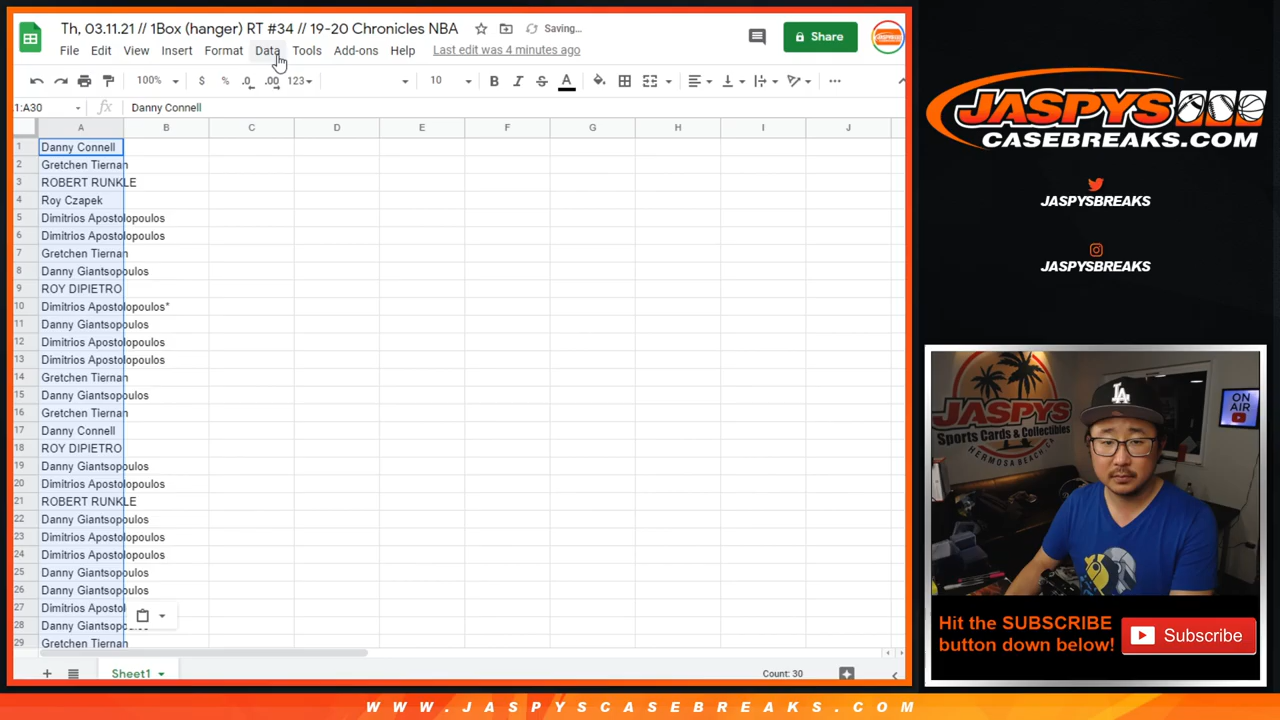 Th, 03.11.21 // 1Box (hanger) RT #34 // 19-20 Chronicles NBA
Saving...
File Edit View Insert Format Data Tools Add-ons Help Last edit was 4 minutes ago
Share
100% $ % .0 .00 123 10 B I S A
1:A30 fx Danny Connell
A B C D E F G H I J
1 Danny Connell
2 Gretchen Tiernan
3 ROBERT RUNKLE
4 Roy Czapek
5 Dimitrios Apostolopoulos
6 Dimitrios Apostolopoulos
7 Gretchen Tiernan
8 Danny Giantsopoulos
9 ROY DIPIETRO
10 Dimitrios Apostolopoulos*
11 Danny Giantsopoulos
12 Dimitrios Apostolopoulos
13 Dimitrios Apostolopoulos
14 Gretchen Tiernan
15 Danny Giantsopoulos
16 Gretchen Tiernan
17 Danny Connell
18 ROY DIPIETRO
19 Danny Giantsopoulos
20 Dimitrios Apostolopoulos
21 ROBERT RUNKLE
22 Danny Giantsopoulos
23 Dimitrios Apostolopoulos
24 Dimitrios Apostolopoulos
25 Danny Giantsopoulos
26 Danny Giantsopoulos
27 Dimitrios Apostol
28 Danny Giantsopoulos
29 Gretchen Tiernan
Sheet1
Count: 30
JASPYS
CASEBREAKS.COM
JASPYSBREAKS
JASPYSBREAKS
JASPYS
Sports Cards & Collectibles
HERMOSA BEACH, CA
LA
ON AIR
Hit the SUBSCRIBE
button down below!
Subscribe
WWW.JASPYSCASEBREAKS.COM